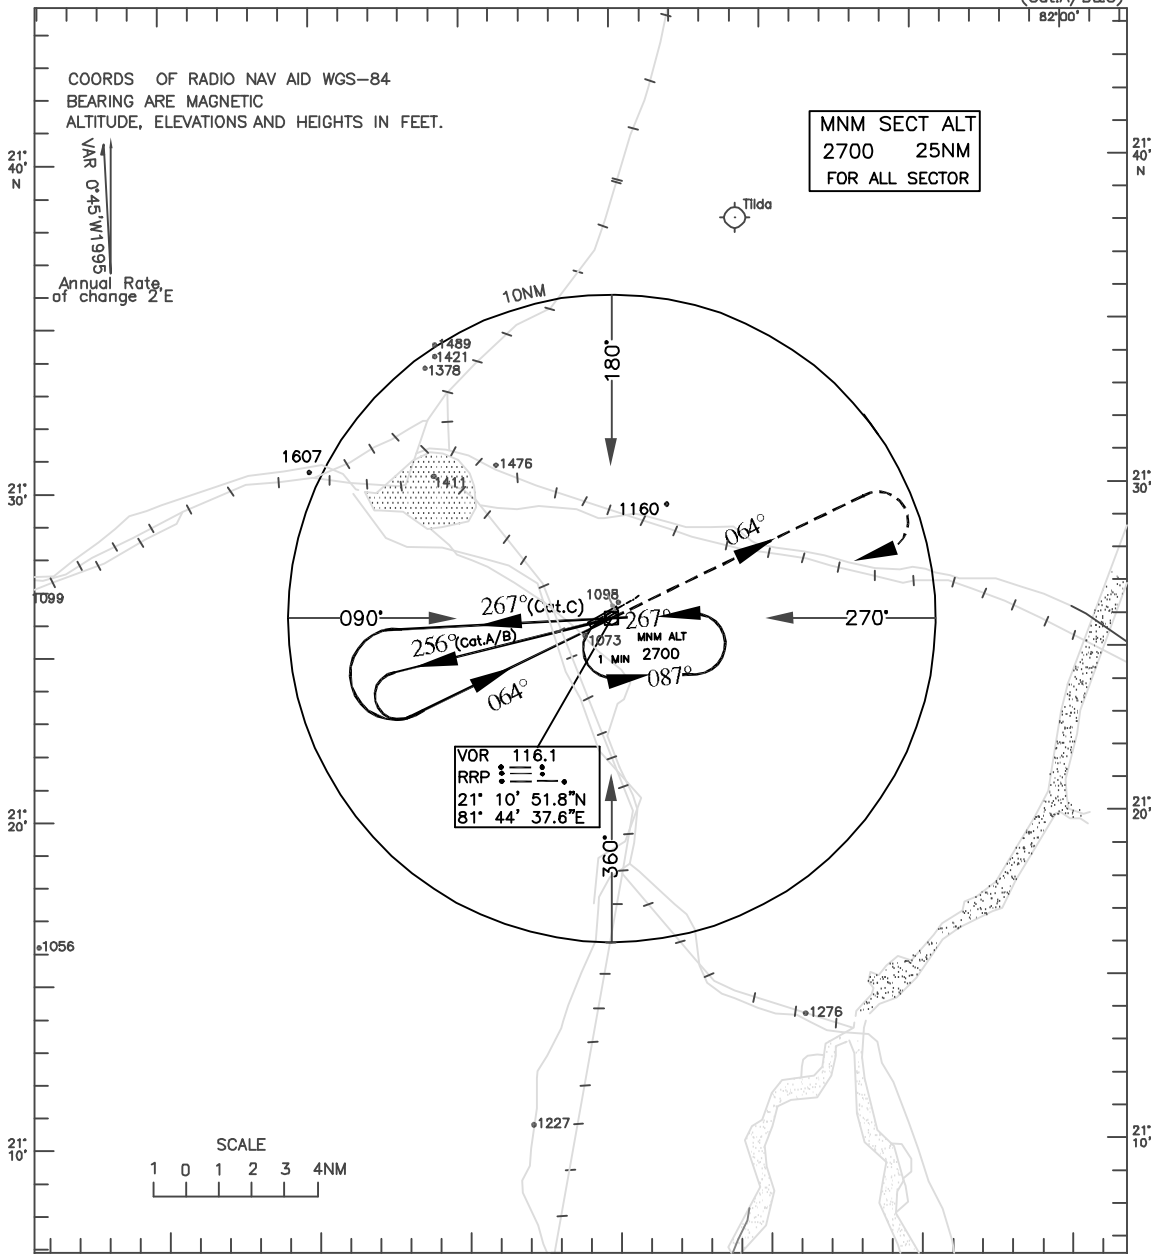 82°00'
COORDS OF RADIO NAV AID WGS-84
BEARING ARE MAGNETIC
ALTITUDE, ELEVATIONS AND HEIGHTS IN FEET.
MNM SECT ALT
2700 25NM
FOR ALL SECTOR
21°
40'
N
21°
40'
N
VAR 0°45'W1995
Annual Rate
of change 2'E
Tilda
10NM
1489
1421
1378
180°
1607
1476
1411
21°
30'
21°
30'
1160
064°
1099
1098
090°
267°(Cat.C)
267°
270°
256°(Cat.A/B)
1073
MNM ALT
1 MIN 2700
087°
064°
VOR 116.1
RRP
21° 10' 51.8"N
81° 44' 37.6"E
21°
20'
21°
20'
360°
1056
1276
1227
21°
10'
21°
10'
SCALE
1 0 1 2 3 4NM